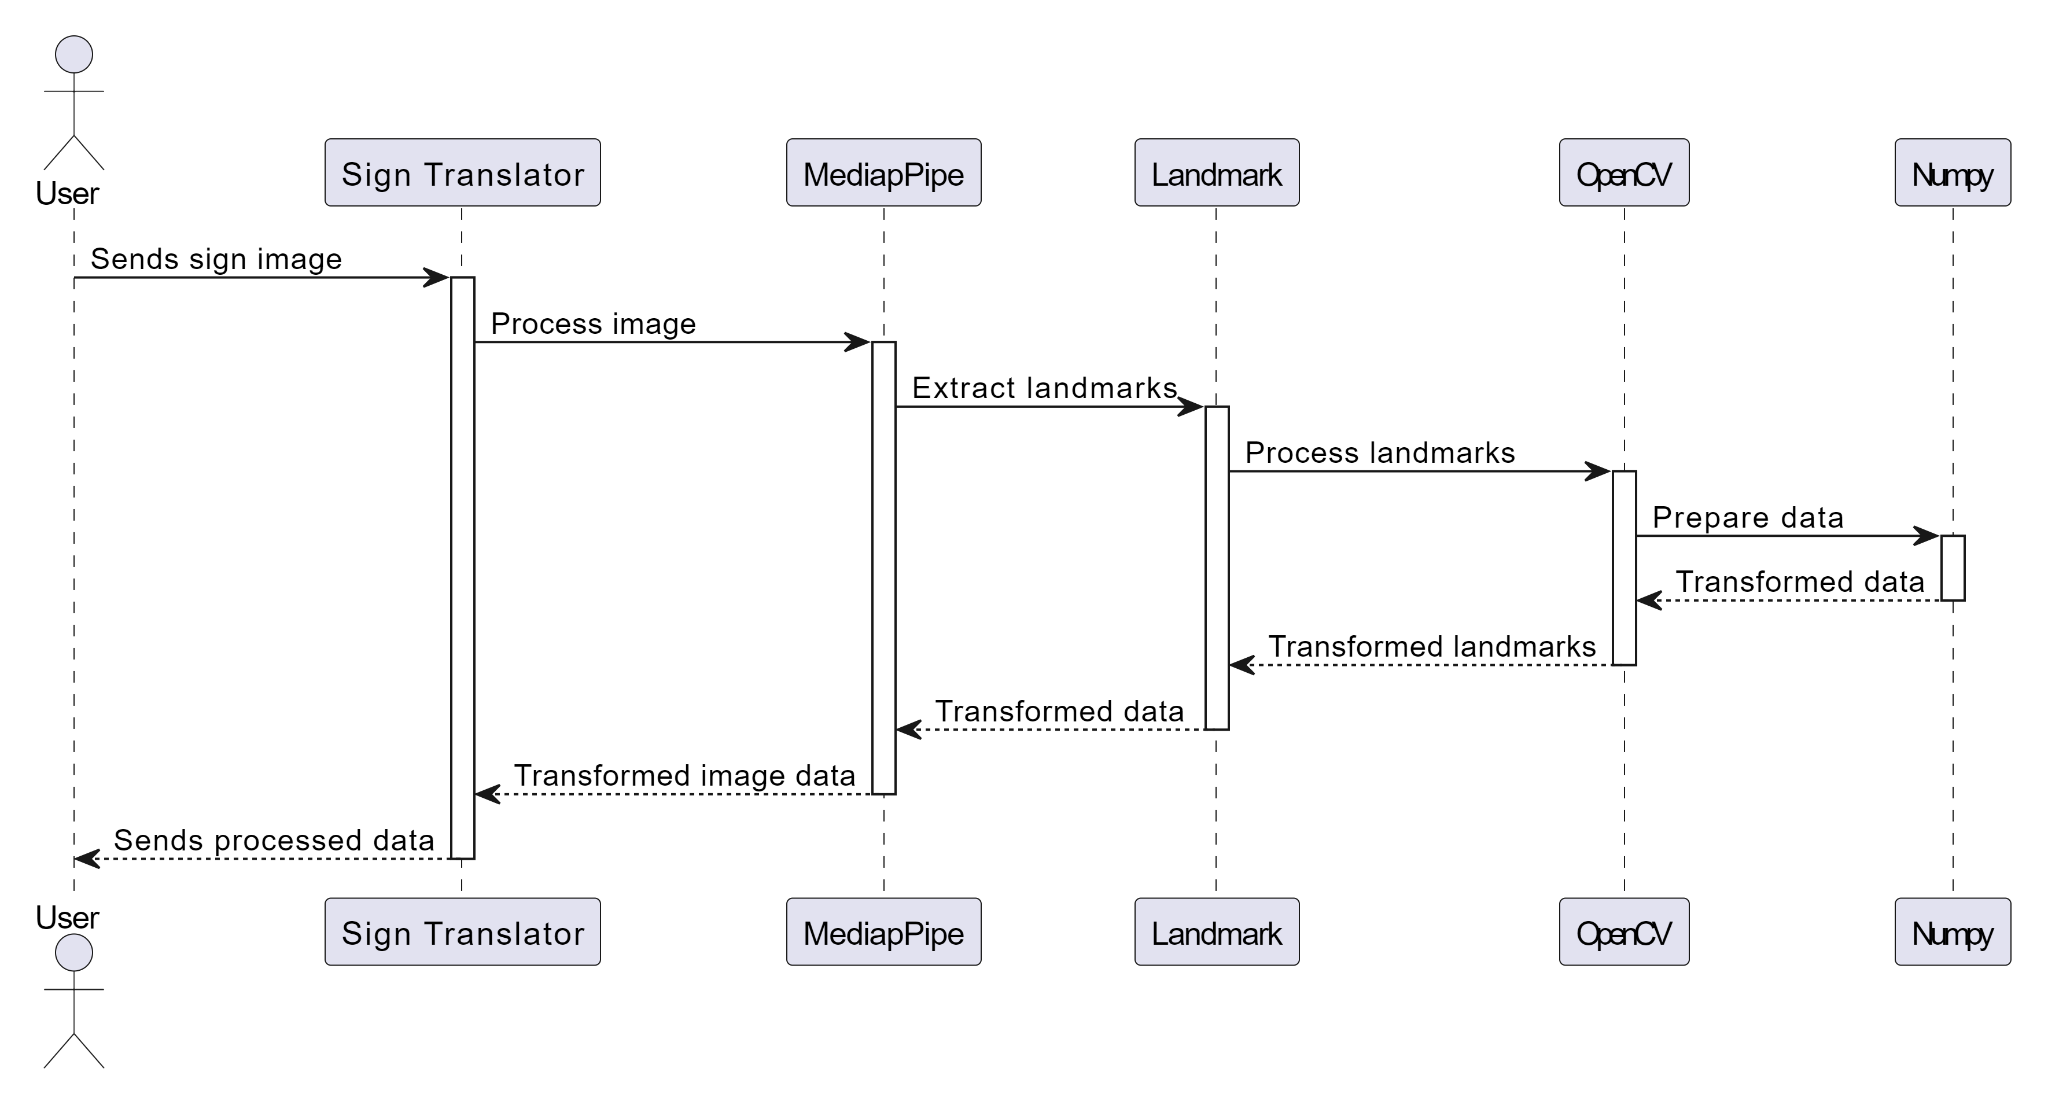 User
Sign Translator
MediapPipe
Landmark
OpenCV
Numpy
Sends sign image
Process image
Extract landmarks
Process landmarks
Prepare data
Transformed data
Transformed landmarks
Transformed data
Transformed image data
Sends processed data
User
Sign Translator
MediapPipe
Landmark
OpenCV
Numpy